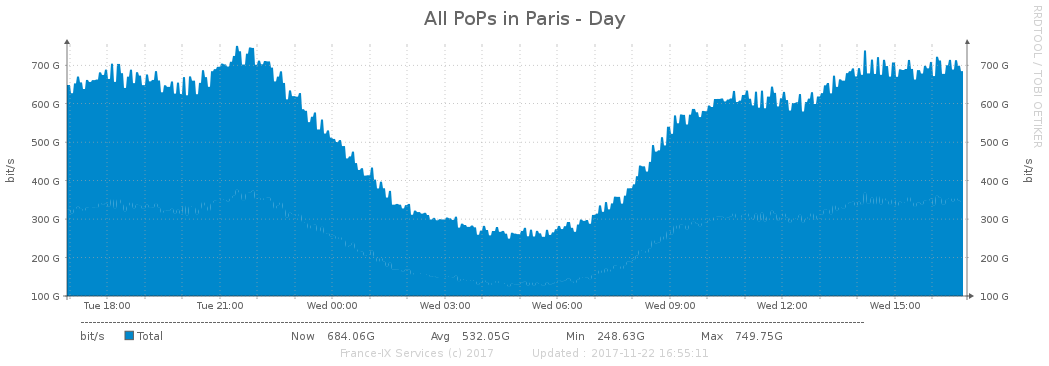 All PoPs in Paris - Day
RRDTOOL / TOBI OETIKER
bit/s
bit/s
700 G 700 G
600 G 600 G
500 G 500 G
400 G 400 G
300 G 300 G
200 G 200 G
100 G 100 G
Tue 18:00 Tue 21:00 Wed 00:00 Wed 03:00 Wed 06:00 Wed 09:00 Wed 12:00 Wed 15:00
bit/s Total Now 684.06G Avg 532.05G Min 248.63G Max 749.75G
France-IX Services (c) 2017 Updated : 2017-11-22 16:55:11